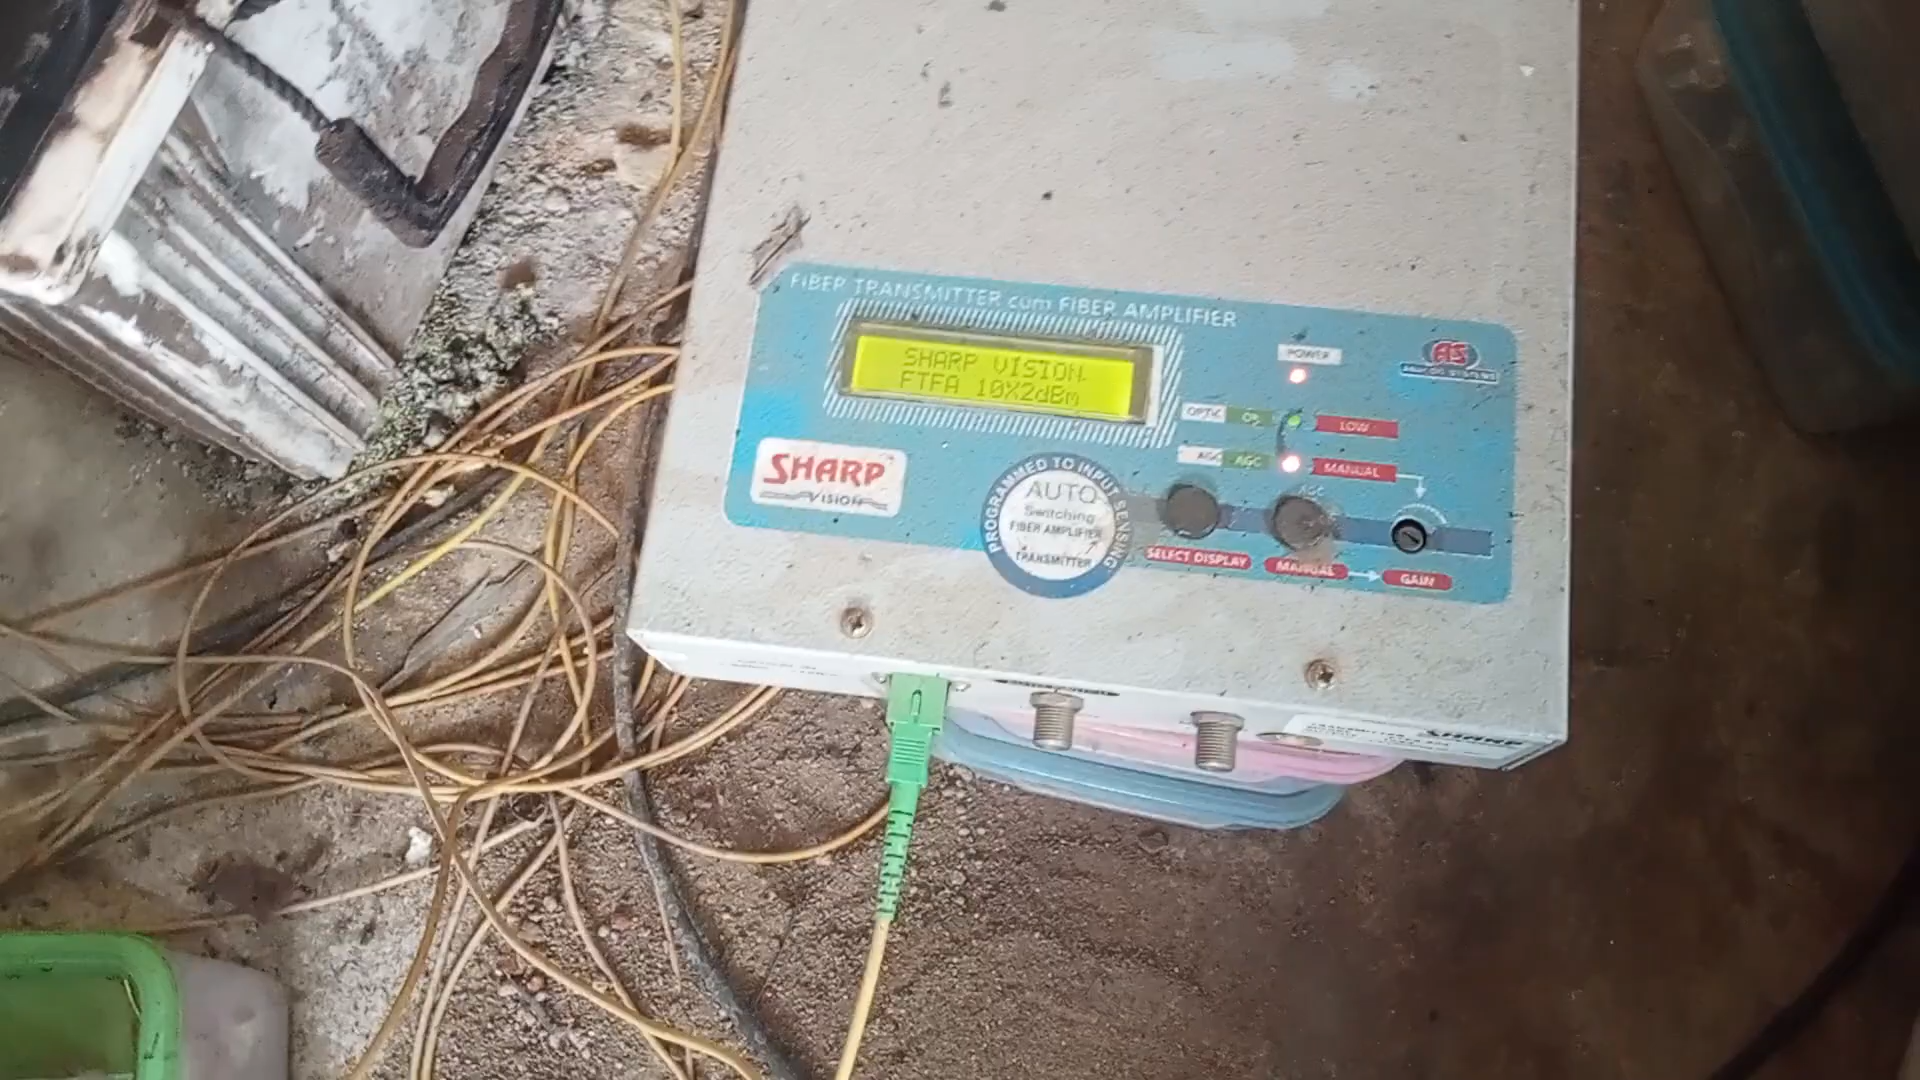 FIBER TRANSMITTER cum FIBER AMPLIFIER
SHARP VISION
FTFA 10X2dBm
POWER
OPTIC
LOW
AGC AGC
MANUAL
SHARP
VISION
PROGRAMMED TO INPUT SENSING
AUTO
Switching
FIBER AMPLIFIER
TRANSMITTER
AGC
SELECT DISPLAY
MANUAL
GAIN
SHARP